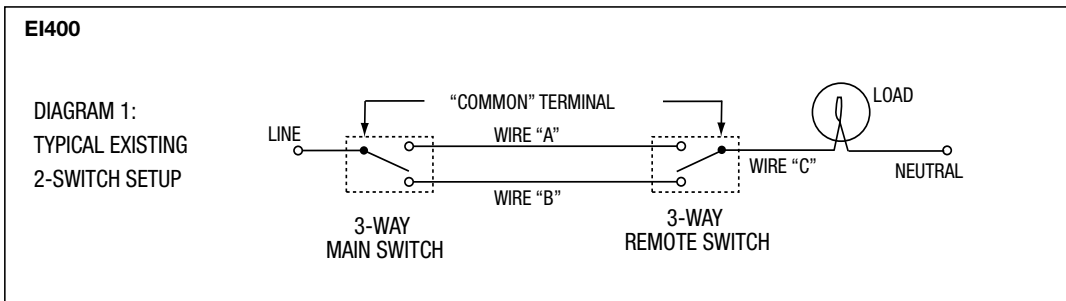 EI400
DIAGRAM 1:
TYPICAL EXISTING
2-SWITCH SETUP
LINE
“COMMON” TERMINAL
WIRE “A”
WIRE “B”
3-WAY
MAIN SWITCH
3-WAY
REMOTE SWITCH
WIRE “C”
LOAD
NEUTRAL